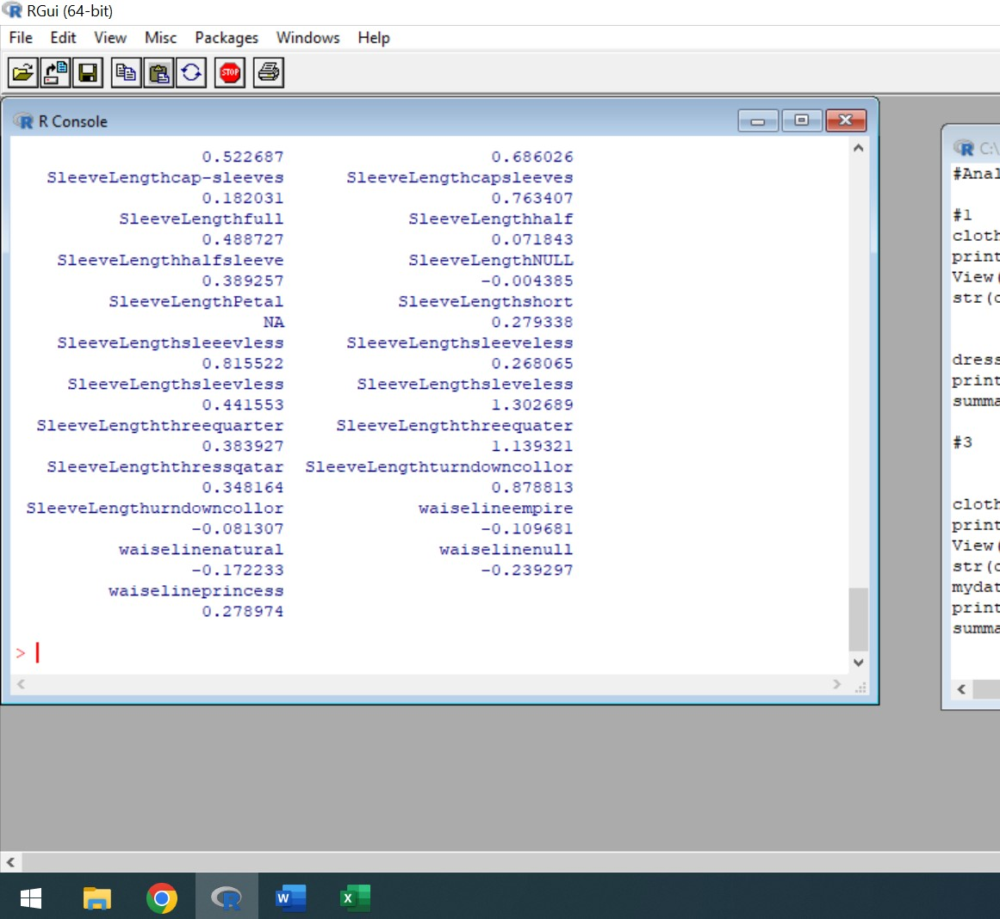 RGui (64-bit)
File Edit View Misc Packages Windows Help
STOP
R Console
0.522687 0.686026
SleeveLengthcap-sleeves SleeveLengthcapsleeves
0.182031 0.763407
SleeveLengthfull SleeveLengthhalf
0.488727 0.071843
SleeveLengthhalfsleeve SleeveLengthNULL
0.389257 -0.004385
SleeveLengthPetal SleeveLengthshort
NA 0.279338
SleeveLengthsleeevless SleeveLengthsleeveless
0.815522 0.268065
SleeveLengthsleevless SleeveLengthsleveless
0.441553 1.302689
SleeveLengththreequarter SleeveLengththreequater
0.383927 1.139321
SleeveLengththressqatar SleeveLengthturndowncollor
0.348164 0.878813
SleeveLengthurndowncollor waiselineempire
-0.081307 -0.109681
waiselinenatural waiselinenull
-0.172233 -0.239297
waiselineprincess
0.278974
>
C:\
#Anal
#1
cloth
print
View(
str(c
dress
print
summa
#3
cloth
print
View(
str(c
mydat
print
summa
W
X